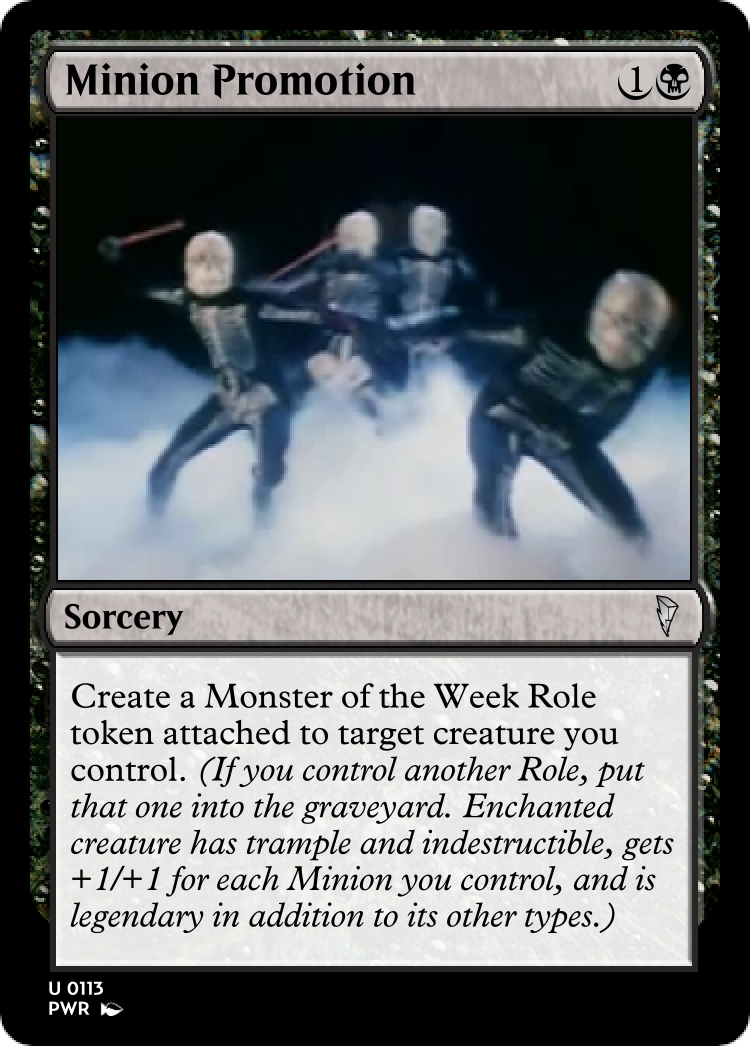 Minion Promotion 1
Sorcery
Create a Monster of the Week Role
token attached to target creature you
control. (If you control another Role, put
that one into the graveyard. Enchanted
creature has trample and indestructible, gets
+1/+1 for each Minion you control, and is
legendary in addition to its other types.)
U 0113
PWR